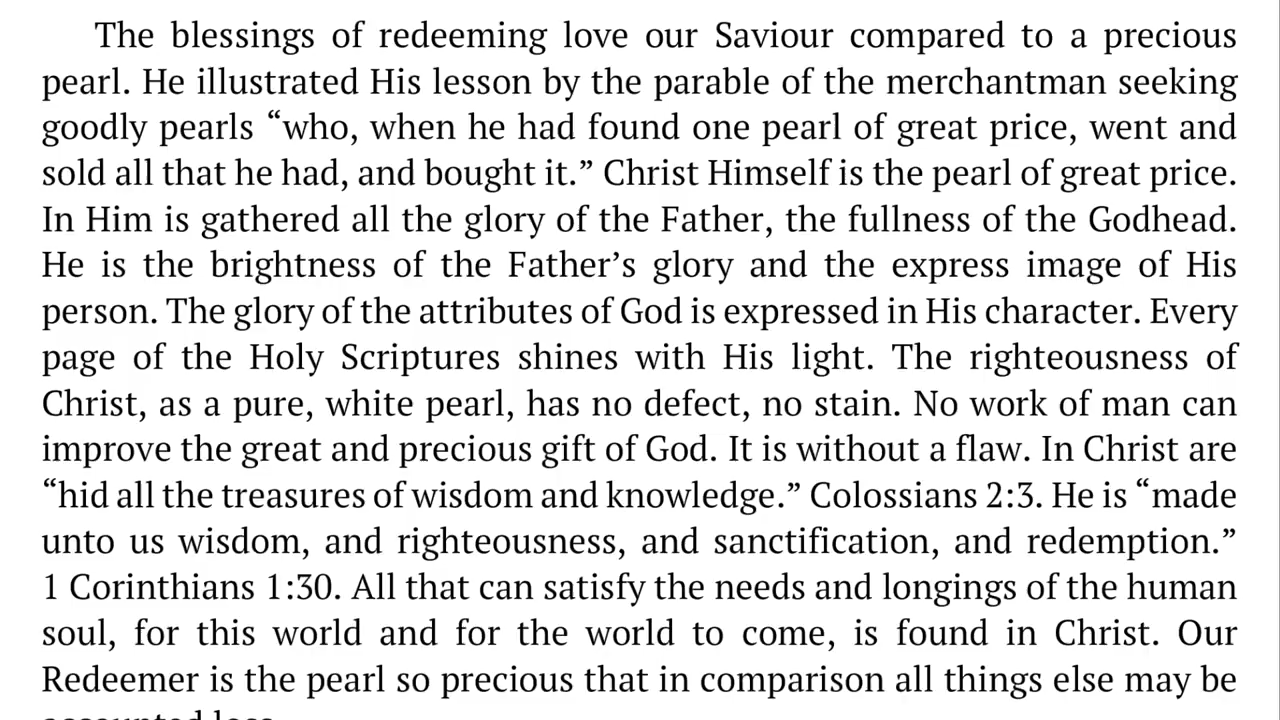 The blessings of redeeming love our Saviour compared to a precious
pearl. He illustrated His lesson by the parable of the merchantman seeking
goodly pearls “who, when he had found one pearl of great price, went and
sold all that he had, and bought it.” Christ Himself is the pearl of great price.
In Him is gathered all the glory of the Father, the fullness of the Godhead.
He is the brightness of the Father’s glory and the express image of His
person. The glory of the attributes of God is expressed in His character. Every
page of the Holy Scriptures shines with His light. The righteousness of
Christ, as a pure, white pearl, has no defect, no stain. No work of man can
improve the great and precious gift of God. It is without a flaw. In Christ are
“hid all the treasures of wisdom and knowledge.” Colossians 2:3. He is “made
unto us wisdom, and righteousness, and sanctification, and redemption.”
1 Corinthians 1:30. All that can satisfy the needs and longings of the human
soul, for this world and for the world to come, is found in Christ. Our
Redeemer is the pearl so precious that in comparison all things else may be
accounted loss.